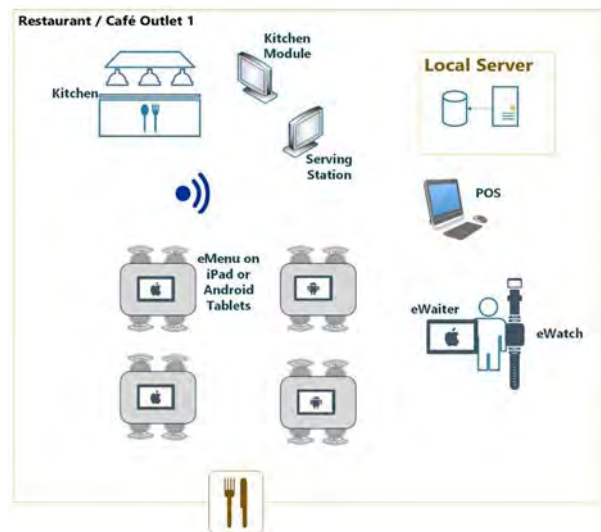 Restaurant / Café Outlet 1
Kitchen
Module
Local Server
Kitchen
Serving
Station
POS
eMenu on
iPad or
Android
Tablets
eWaiter
eWatch